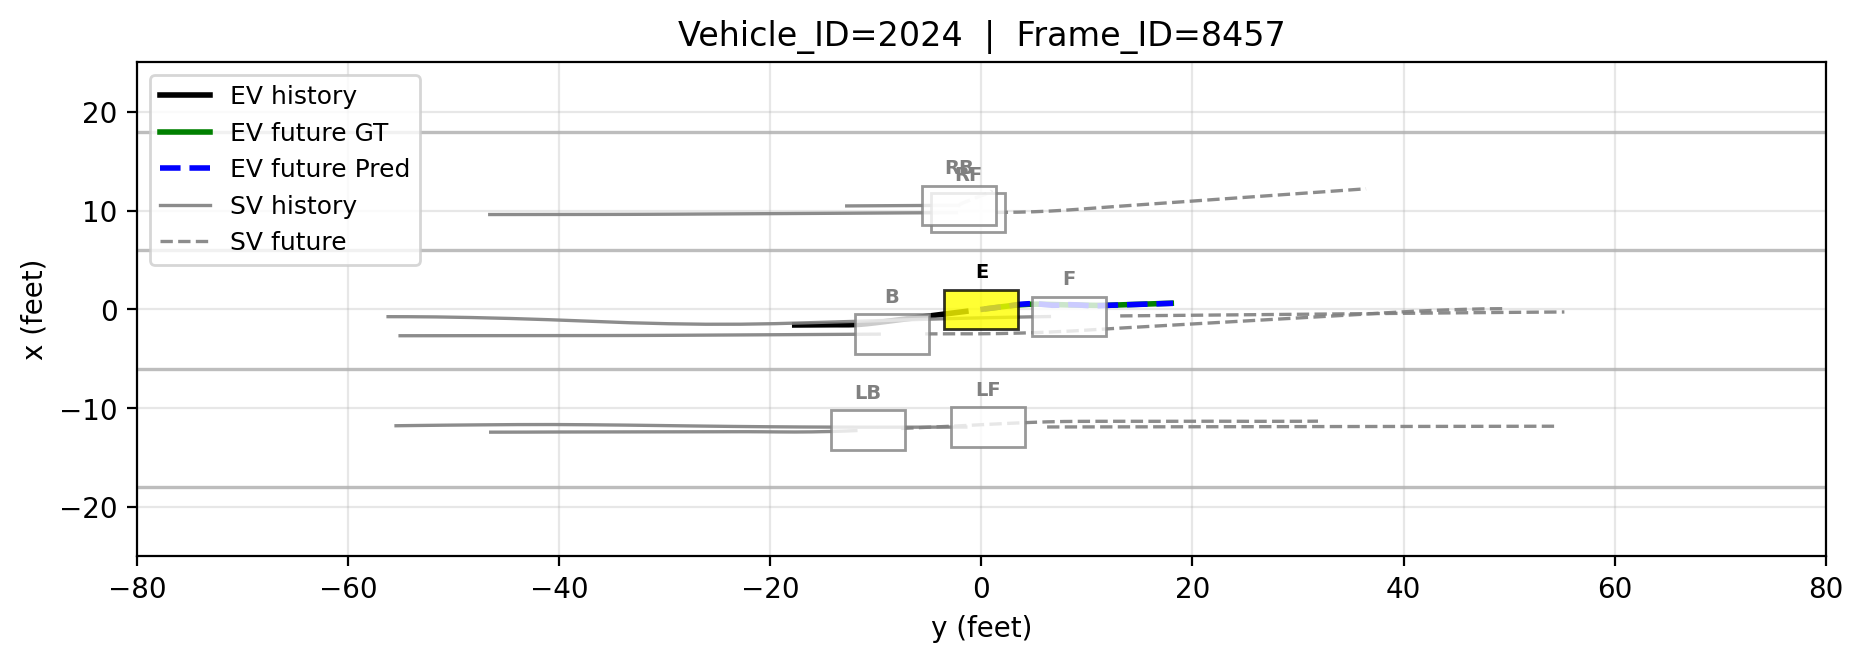 Vehicle_ID=2024 | Frame_ID=8457
EV history
EV future GT
EV future Pred
SV history
SV future
RB
RF
E
F
B
LB
LF
20
10
0
−10
−20
x (feet)
−80
−60
−40
−20
0
20
40
60
80
y (feet)